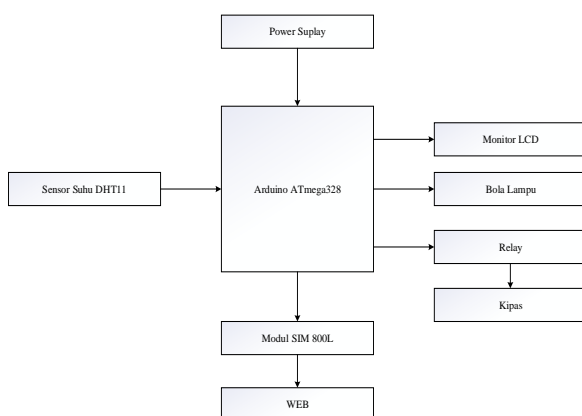 Power Suplay
Monitor LCD
Sensor Suhu DHT11
Arduino ATmega328
Bola Lampu
Relay
Kipas
Modul SIM 800L
WEB